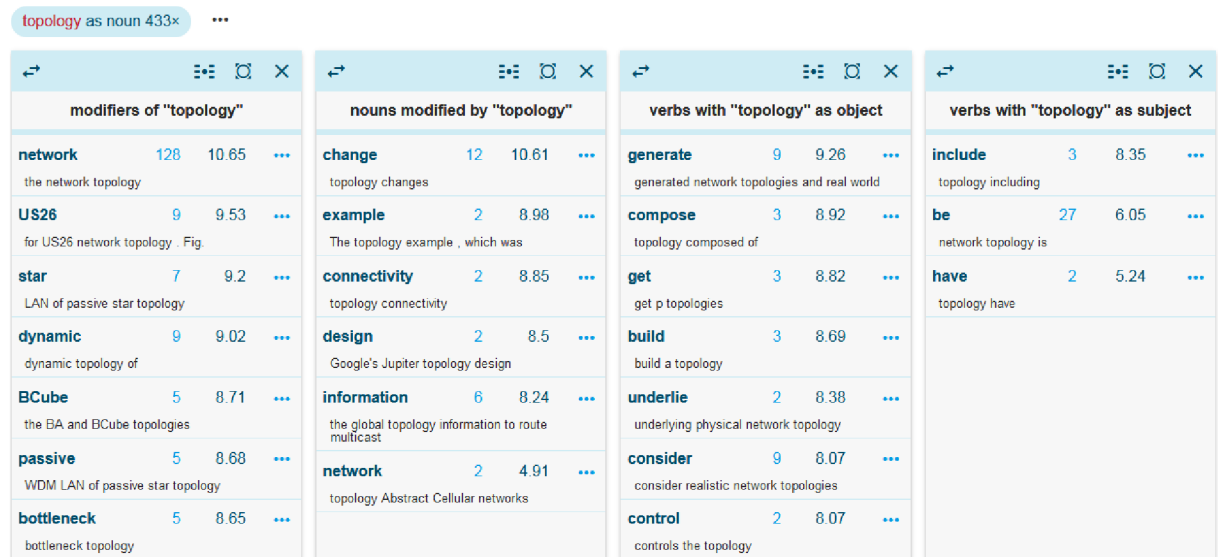 topology as noun 433×
modifiers of "topology"
network 128 10.65
the network topology
US26 9 9.53
for US26 network topology . Fig.
star 7 9.2
LAN of passive star topology
dynamic 9 9.02
dynamic topology of
BCube 5 8.71
the BA and BCube topologies
passive 5 8.68
WDM LAN of passive star topology
bottleneck 5 8.65
bottleneck topology
nouns modified by "topology"
change 12 10.61
topology changes
example 2 8.98
The topology example , which was
connectivity 2 8.85
topology connectivity
design 2 8.5
Google's Jupiter topology design
information 6 8.24
the global topology information to route
multicast
network 2 4.91
topology Abstract Cellular networks
verbs with "topology" as object
generate 9 9.26
generated network topologies and real world
compose 3 8.92
topology composed of
get 3 8.82
get p topologies
build 3 8.69
build a topology
underlie 2 8.38
underlying physical network topology
consider 9 8.07
consider realistic network topologies
control 2 8.07
controls the topology
verbs with "topology" as subject
include 3 8.35
topology including
be 27 6.05
network topology is
have 2 5.24
topology have